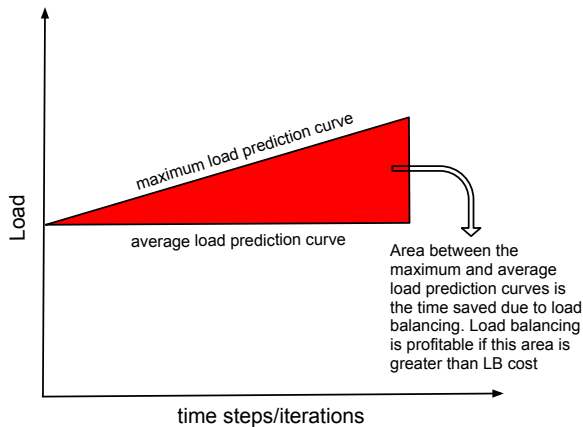 Load
maximum load prediction curve
average load prediction curve
Area between the
maximum and average
load prediction curves is
the time saved due to load
balancing. Load balancing
is profitable if this area is
greater than LB cost
time steps/iterations